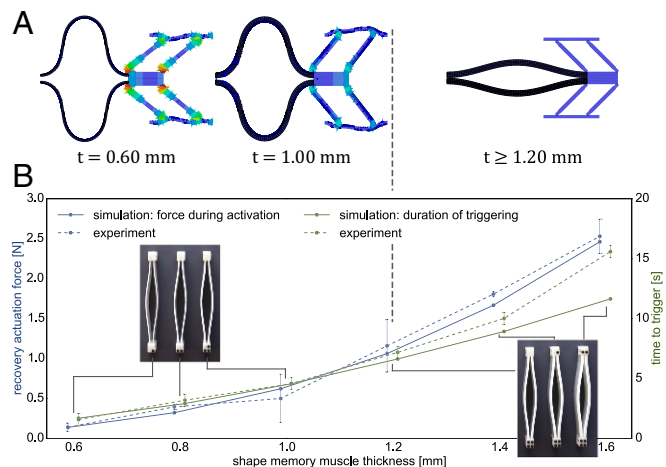 A
t = 0.60 mm
t = 1.00 mm
t ≥ 1.20 mm
B
simulation: force during activation
experiment
simulation: duration of triggering
experiment
recovery actuation force [N]
3.0
2.5
2.0
1.5
1.0
0.5
0.0
time to trigger [s]
20
15
10
5
0
0.6
0.8
1.0
1.2
1.4
1.6
shape memory muscle thickness [mm]